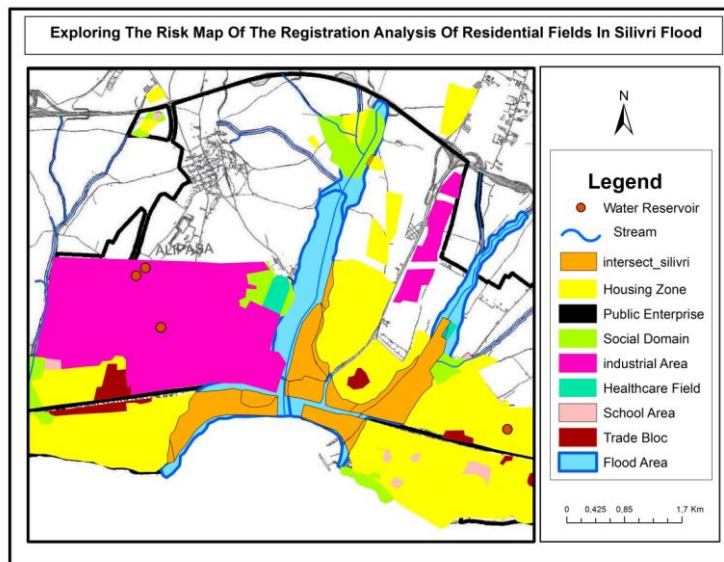 Exploring The Risk Map Of The Registration Analysis Of Residential Fields In Silivri Flood
ALIPASA
N
Legend
Water Reservoir
Stream
intersect_silivri
Housing Zone
Public Enterprise
Social Domain
industrial Area
Healthcare Field
School Area
Trade Bloc
Flood Area
0 0,425 0,85 1,7 Km